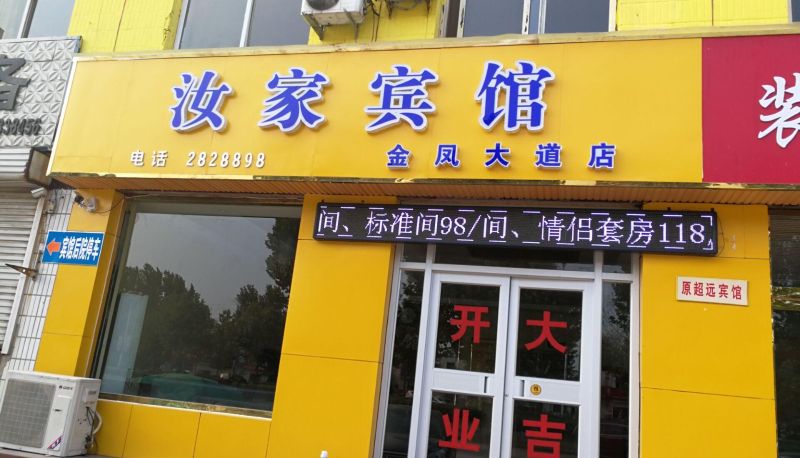 汝家宾馆
电话 2828898
金凤大道店
间、标准间98/间、情侣套房118
宾馆后院停车
原超远宾馆
开业
大吉
装